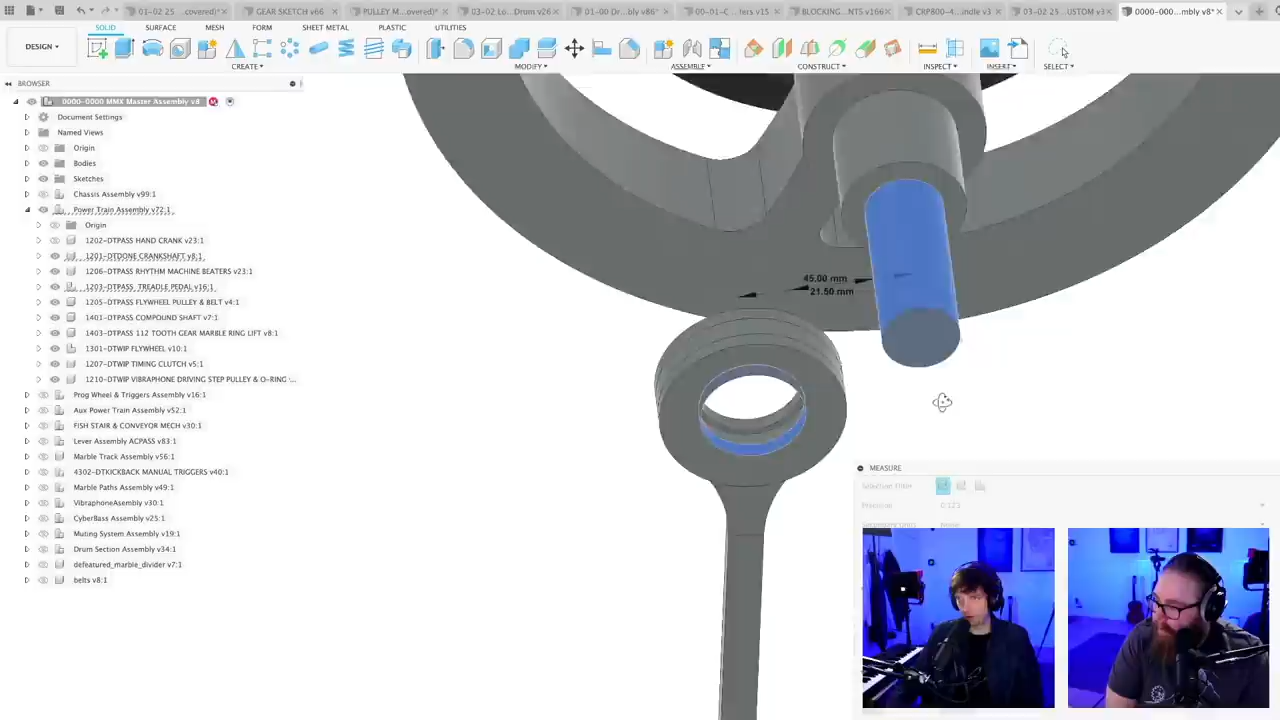 01-02 25 ...covered)*
GEAR SKETCH v66
PULLEY M...overed)*
03-02 Lo...Drum v26
01-00 Dr...bly v86*
00-01-C... ters v15
BLOCKING...NTS v166
CRP800-4...indle v3
03-02 25 ...USTOM v3
0000-000...mbly v8*
SOLID
SURFACE
MESH
SHEET METAL
PLASTIC
UTILITIES
DESIGN
CREATE
MODIFY
ASSEMBLE
CONSTRUCT
INSPECT
INSERT
SELECT
BROWSER
0000-0000 MMX Master Assembly v8
Document Settings
Named Views
Origin
Bodies
Sketches
Chassis Assembly v99:1
Power Train Assembly v72:1
Origin
1202-DTPASS HAND CRANK v23:1
1201-DTDONE CRANKSHAFT v8:1
1206-DTPASS RHYTHM MACHINE BEATERS v23:1
1203-DTPASS TREADLE PEDAL v16:1
1205-DTPASS FLYWHEEL PULLEY & BELT v4:1
1401-DTPASS COMPOUND SHAFT v7:1
1403-DTPASS 112 TOOTH GEAR MARBLE RING LIFT v8:1
1301-DTWIP FLYWHEEL v10:1
1207-DTWIP TIMING CLUTCH v5:1
1210-DTWIP VIBRAPHONE DRIVING STEP PULLEY & O-RING ...
Prog Wheel & Triggers Assembly v16:1
Aux Power Train Assembly v52:1
FISH STAIR & CONVEYOR MECH v30:1
Lever Assembly ACPASS v83:1
Marble Track Assembly v56:1
4302-DTKICKBACK MANUAL TRIGGERS v40:1
Marble Paths Assembly v49:1
VibraphoneAsembly v30:1
CyberBass Assembly v25:1
Muting System Assembly v19:1
Drum Section Assembly v34:1
defeatured_marble_divider v7:1
belts v8:1
45.00 mm
21.50 mm
MEASURE
Selection Filter
Precision
0.123